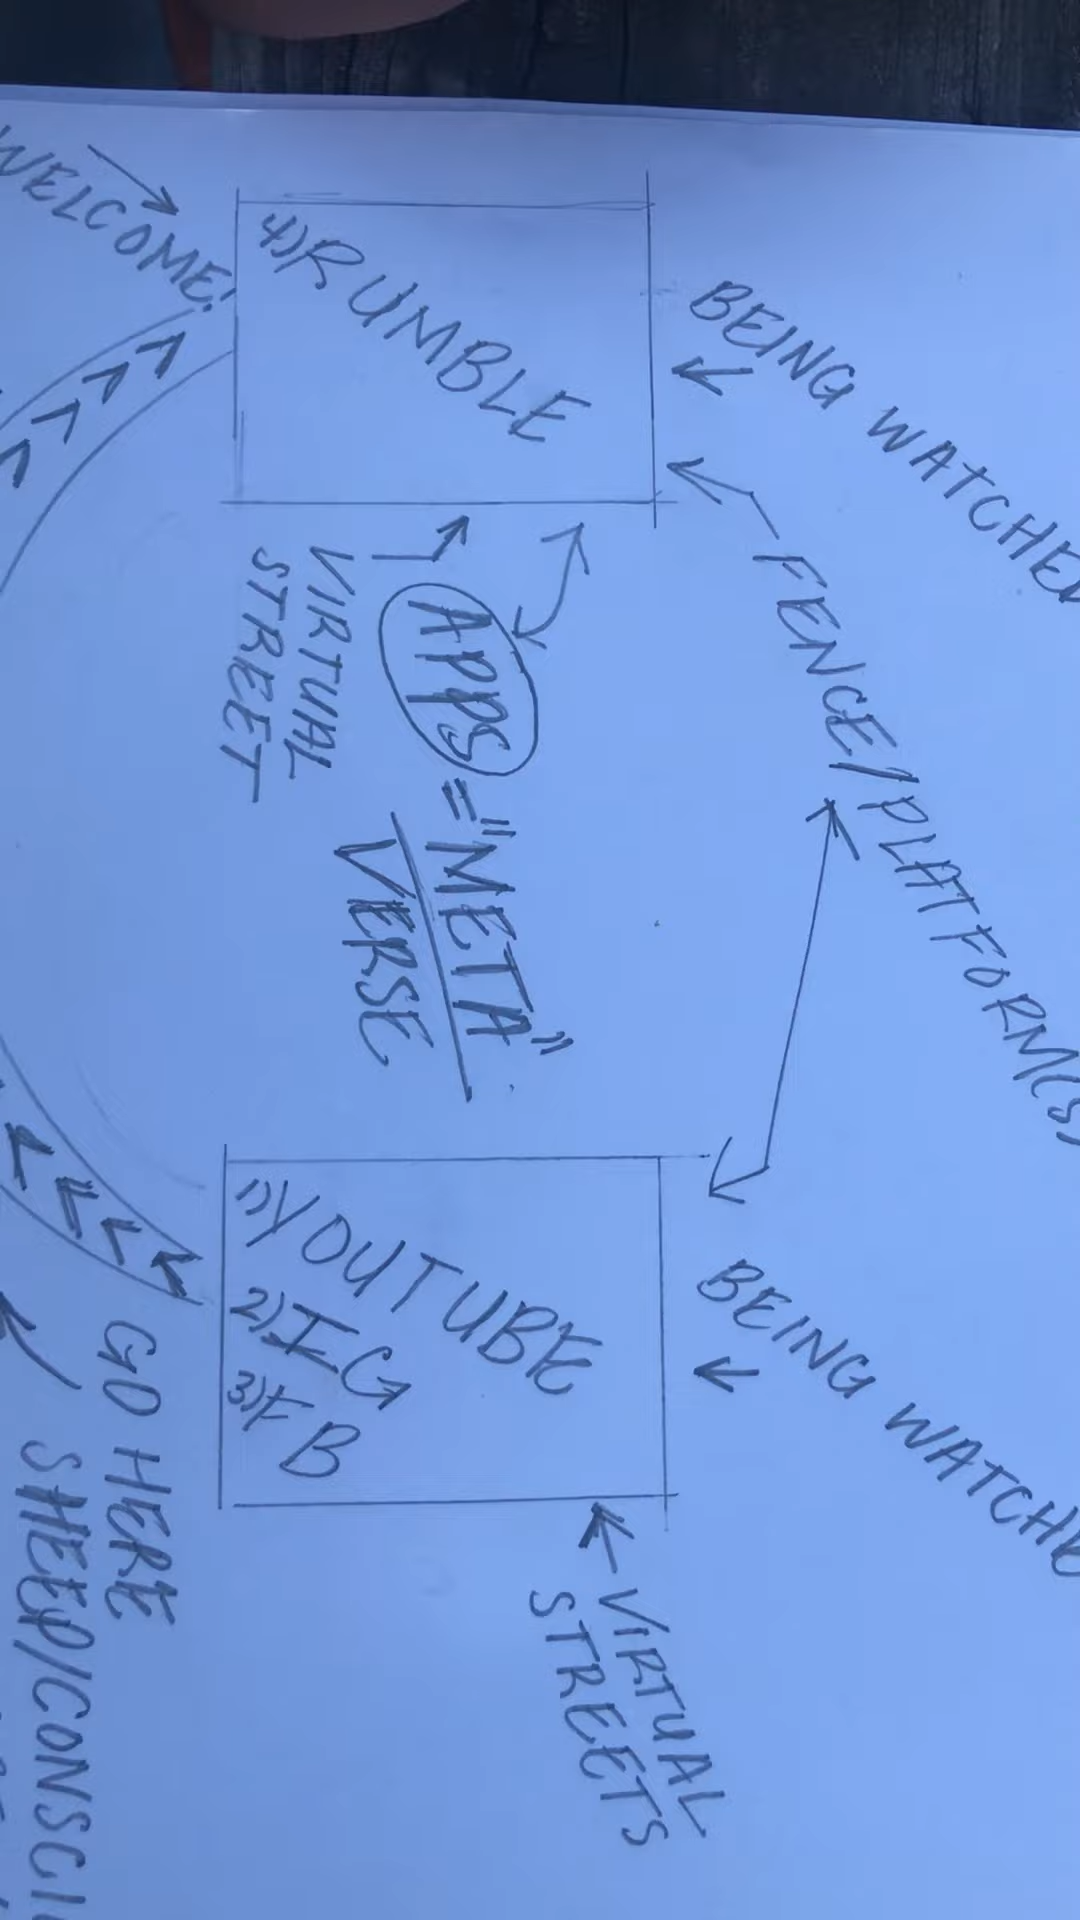 BEING WATCHED
BEING WATCHE
FENCE/PLATFORM(S)
4) RUMBLE
APPS = "META"
VERSE
VIRTUAL
STREET
1) YOUTUBE
2) IG
3) FB
VIRTUAL
STREETS
WELCOME!
GO HERE
SHEEP/CONSCI